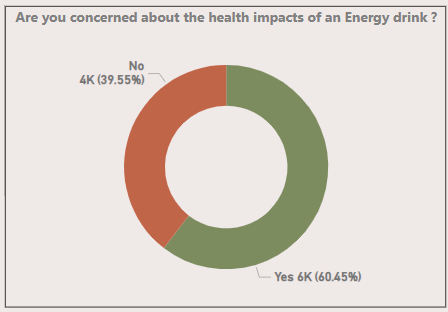 Are you concerned about the health impacts of an Energy drink ?
No
4K (39.55%)
Yes 6K (60.45%)